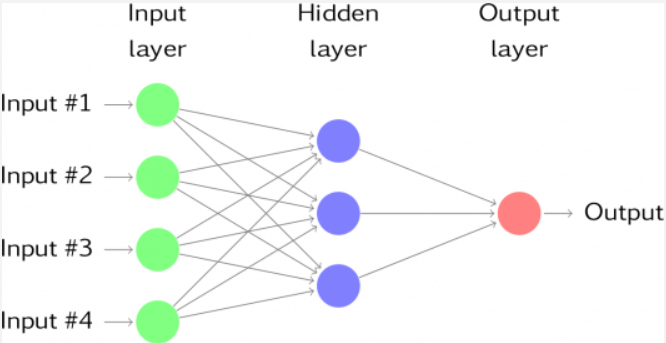 Input Hidden Output
layer layer layer
Input #1
Input #2
Output
Input #3
Input #4